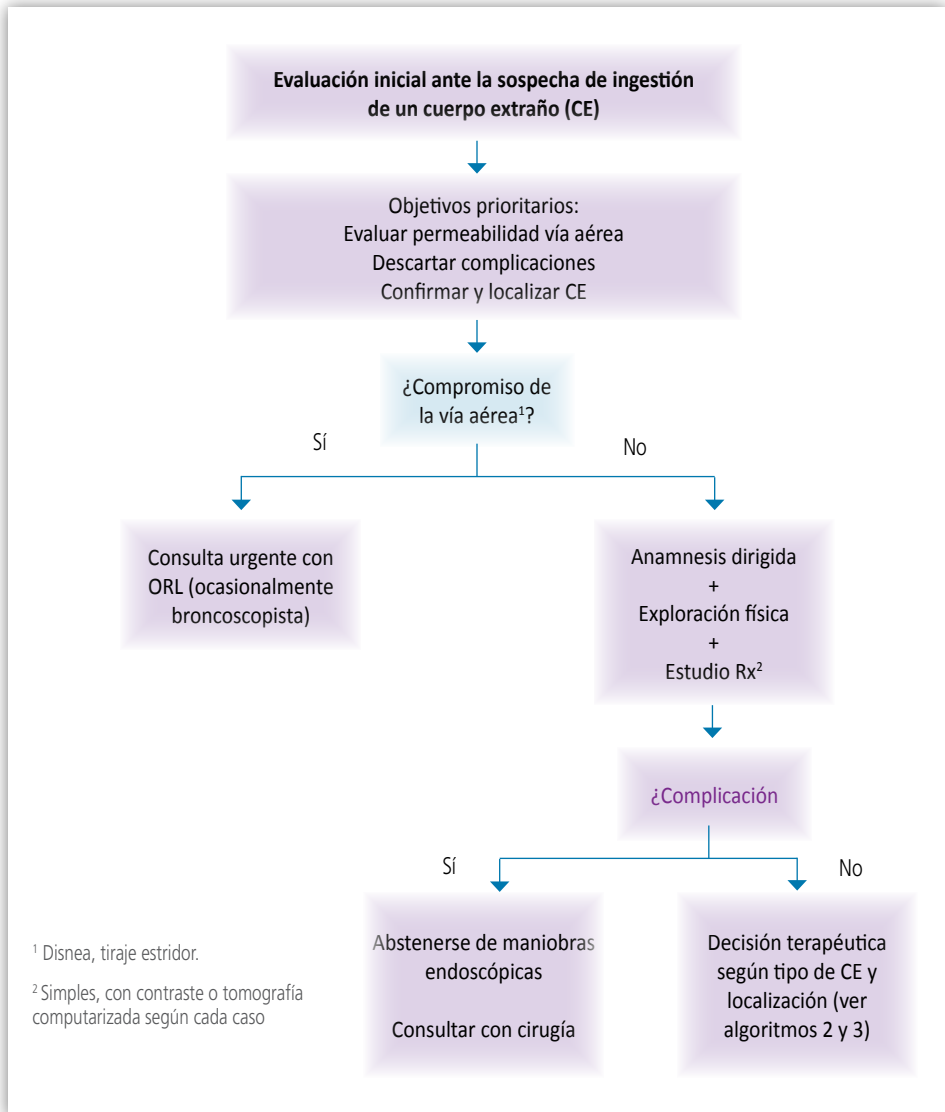 Evaluación inicial ante la sospecha de ingestión
de un cuerpo extraño (CE)
Objetivos prioritarios:
Evaluar permeabilidad vía aérea
Descartar complicaciones
Confirmar y localizar CE
¿Compromiso de
la vía aérea¹?
Sí
No
Consulta urgente con
ORL (ocasionalmente
broncoscopista)
Anamnesis dirigida
+
Exploración física
+
Estudio Rx²
¿Complicación
Sí
No
Abstenerse de maniobras
endoscópicas
Consultar con cirugía
Decisión terapéutica
según tipo de CE y
localización (ver
algoritmos 2 y 3)
¹ Disnea, tiraje estridor.
² Simples, con contraste o tomografía
computarizada según cada caso